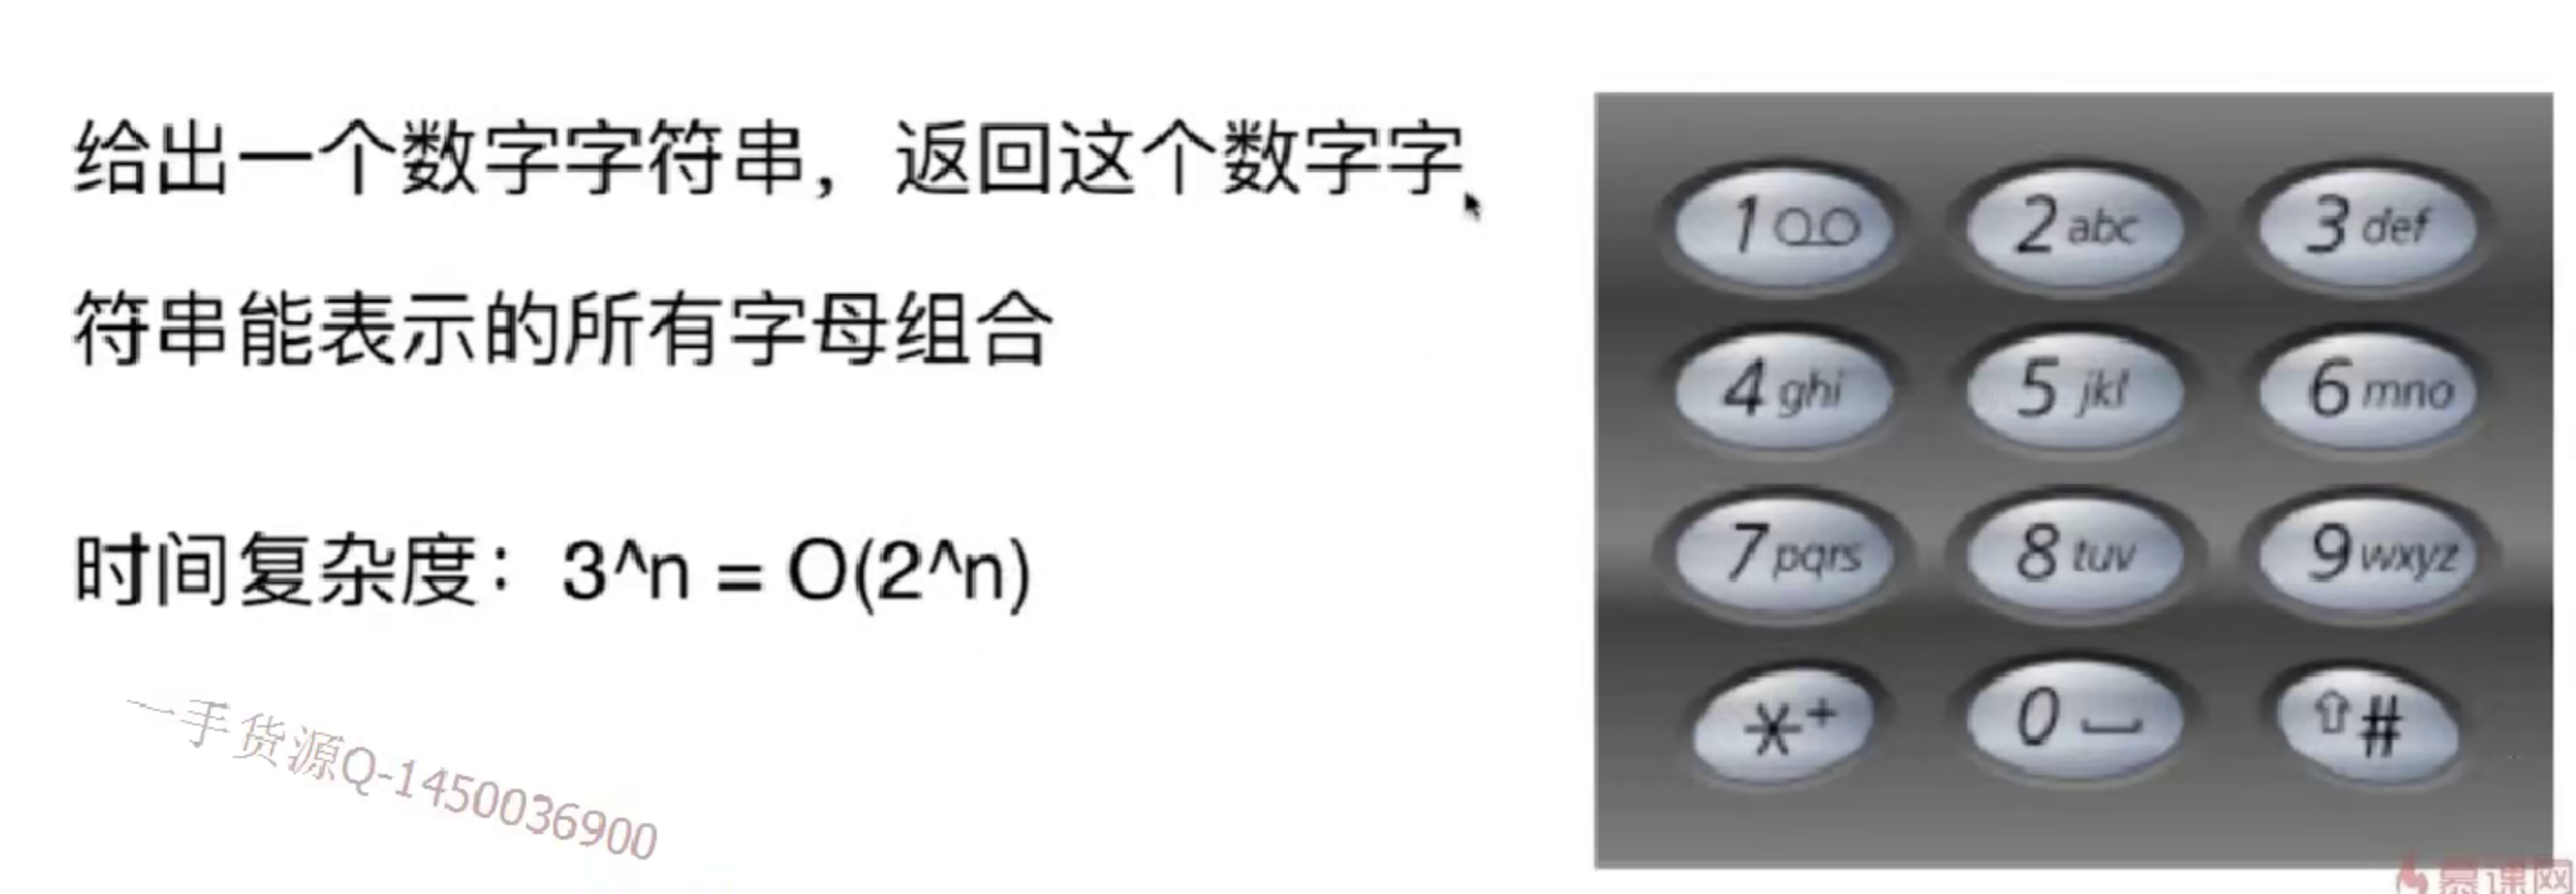 给出一个数字字符串，返回这个数字字
符串能表示的所有字母组合
时间复杂度：3^n = O(2^n)
一手货源Q-1450036900
1
2 abc
3 def
4 ghi
5 jkl
6 mno
7 pqrs
8 tuv
9 wxyz
*+
0
#
慕课网